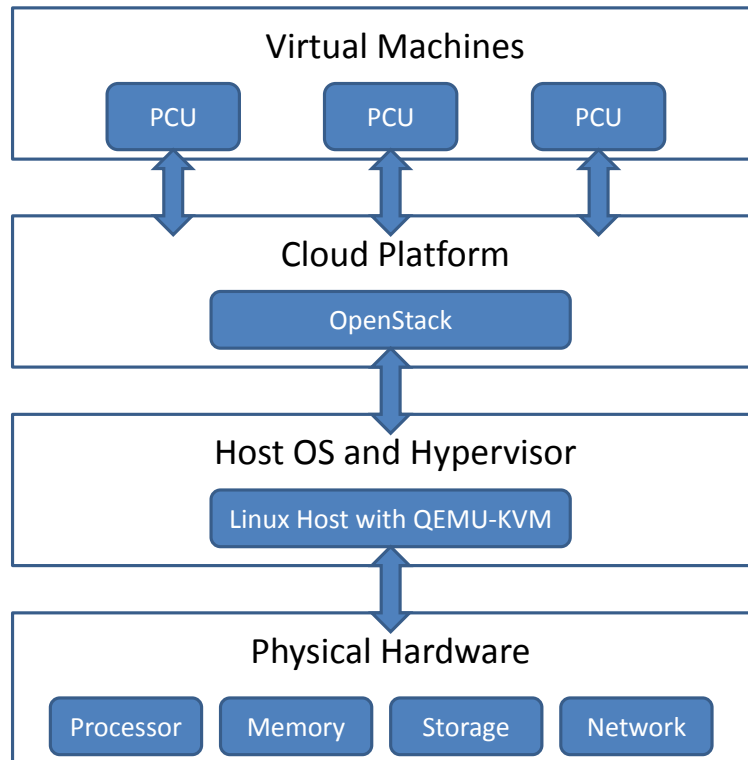 Virtual Machines
PCU PCU PCU
Cloud Platform
OpenStack
Host OS and Hypervisor
Linux Host with QEMU-KVM
Physical Hardware
Processor Memory Storage Network